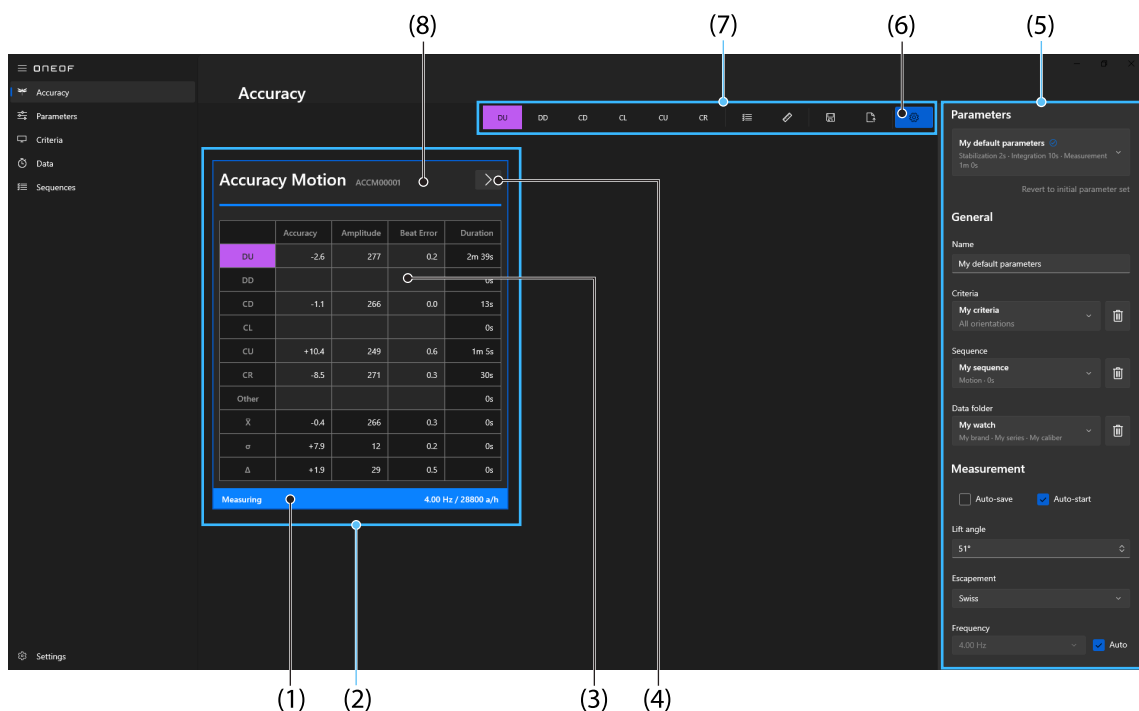 (8)
(7)
(6)
(5)
ONEOF
Accuracy
Parameters
Criteria
Data
Sequences
Settings
Accuracy
DU DD CD CL CU CR
Accuracy Motion ACCM00001
Accuracy Amplitude Beat Error Duration
DU -2.6 277 0.2 2m 39s
DD 0s
CD -1.1 266 0.0 13s
CL 0s
CU +10.4 249 0.6 1m 5s
CR -8.5 271 0.3 30s
Other 0s
X̄ -0.4 266 0.3 0s
σ +7.9 12 0.2 0s
Δ +1.9 29 0.5 0s
Measuring 4.00 Hz / 28800 a/h
Parameters
My default parameters
Stabilization 2s - Integration 10s - Measurement
1m 0s
Revert to initial parameter set
General
Name
My default parameters
Criteria
My criteria
All orientations
Sequence
My sequence
Motion - 0s
Data folder
My watch
My brand - My series - My caliber
Measurement
Auto-save Auto-start
Lift angle
51°
Escapement
Swiss
Frequency
4.00 Hz Auto
(1)
(2)
(3)
(4)